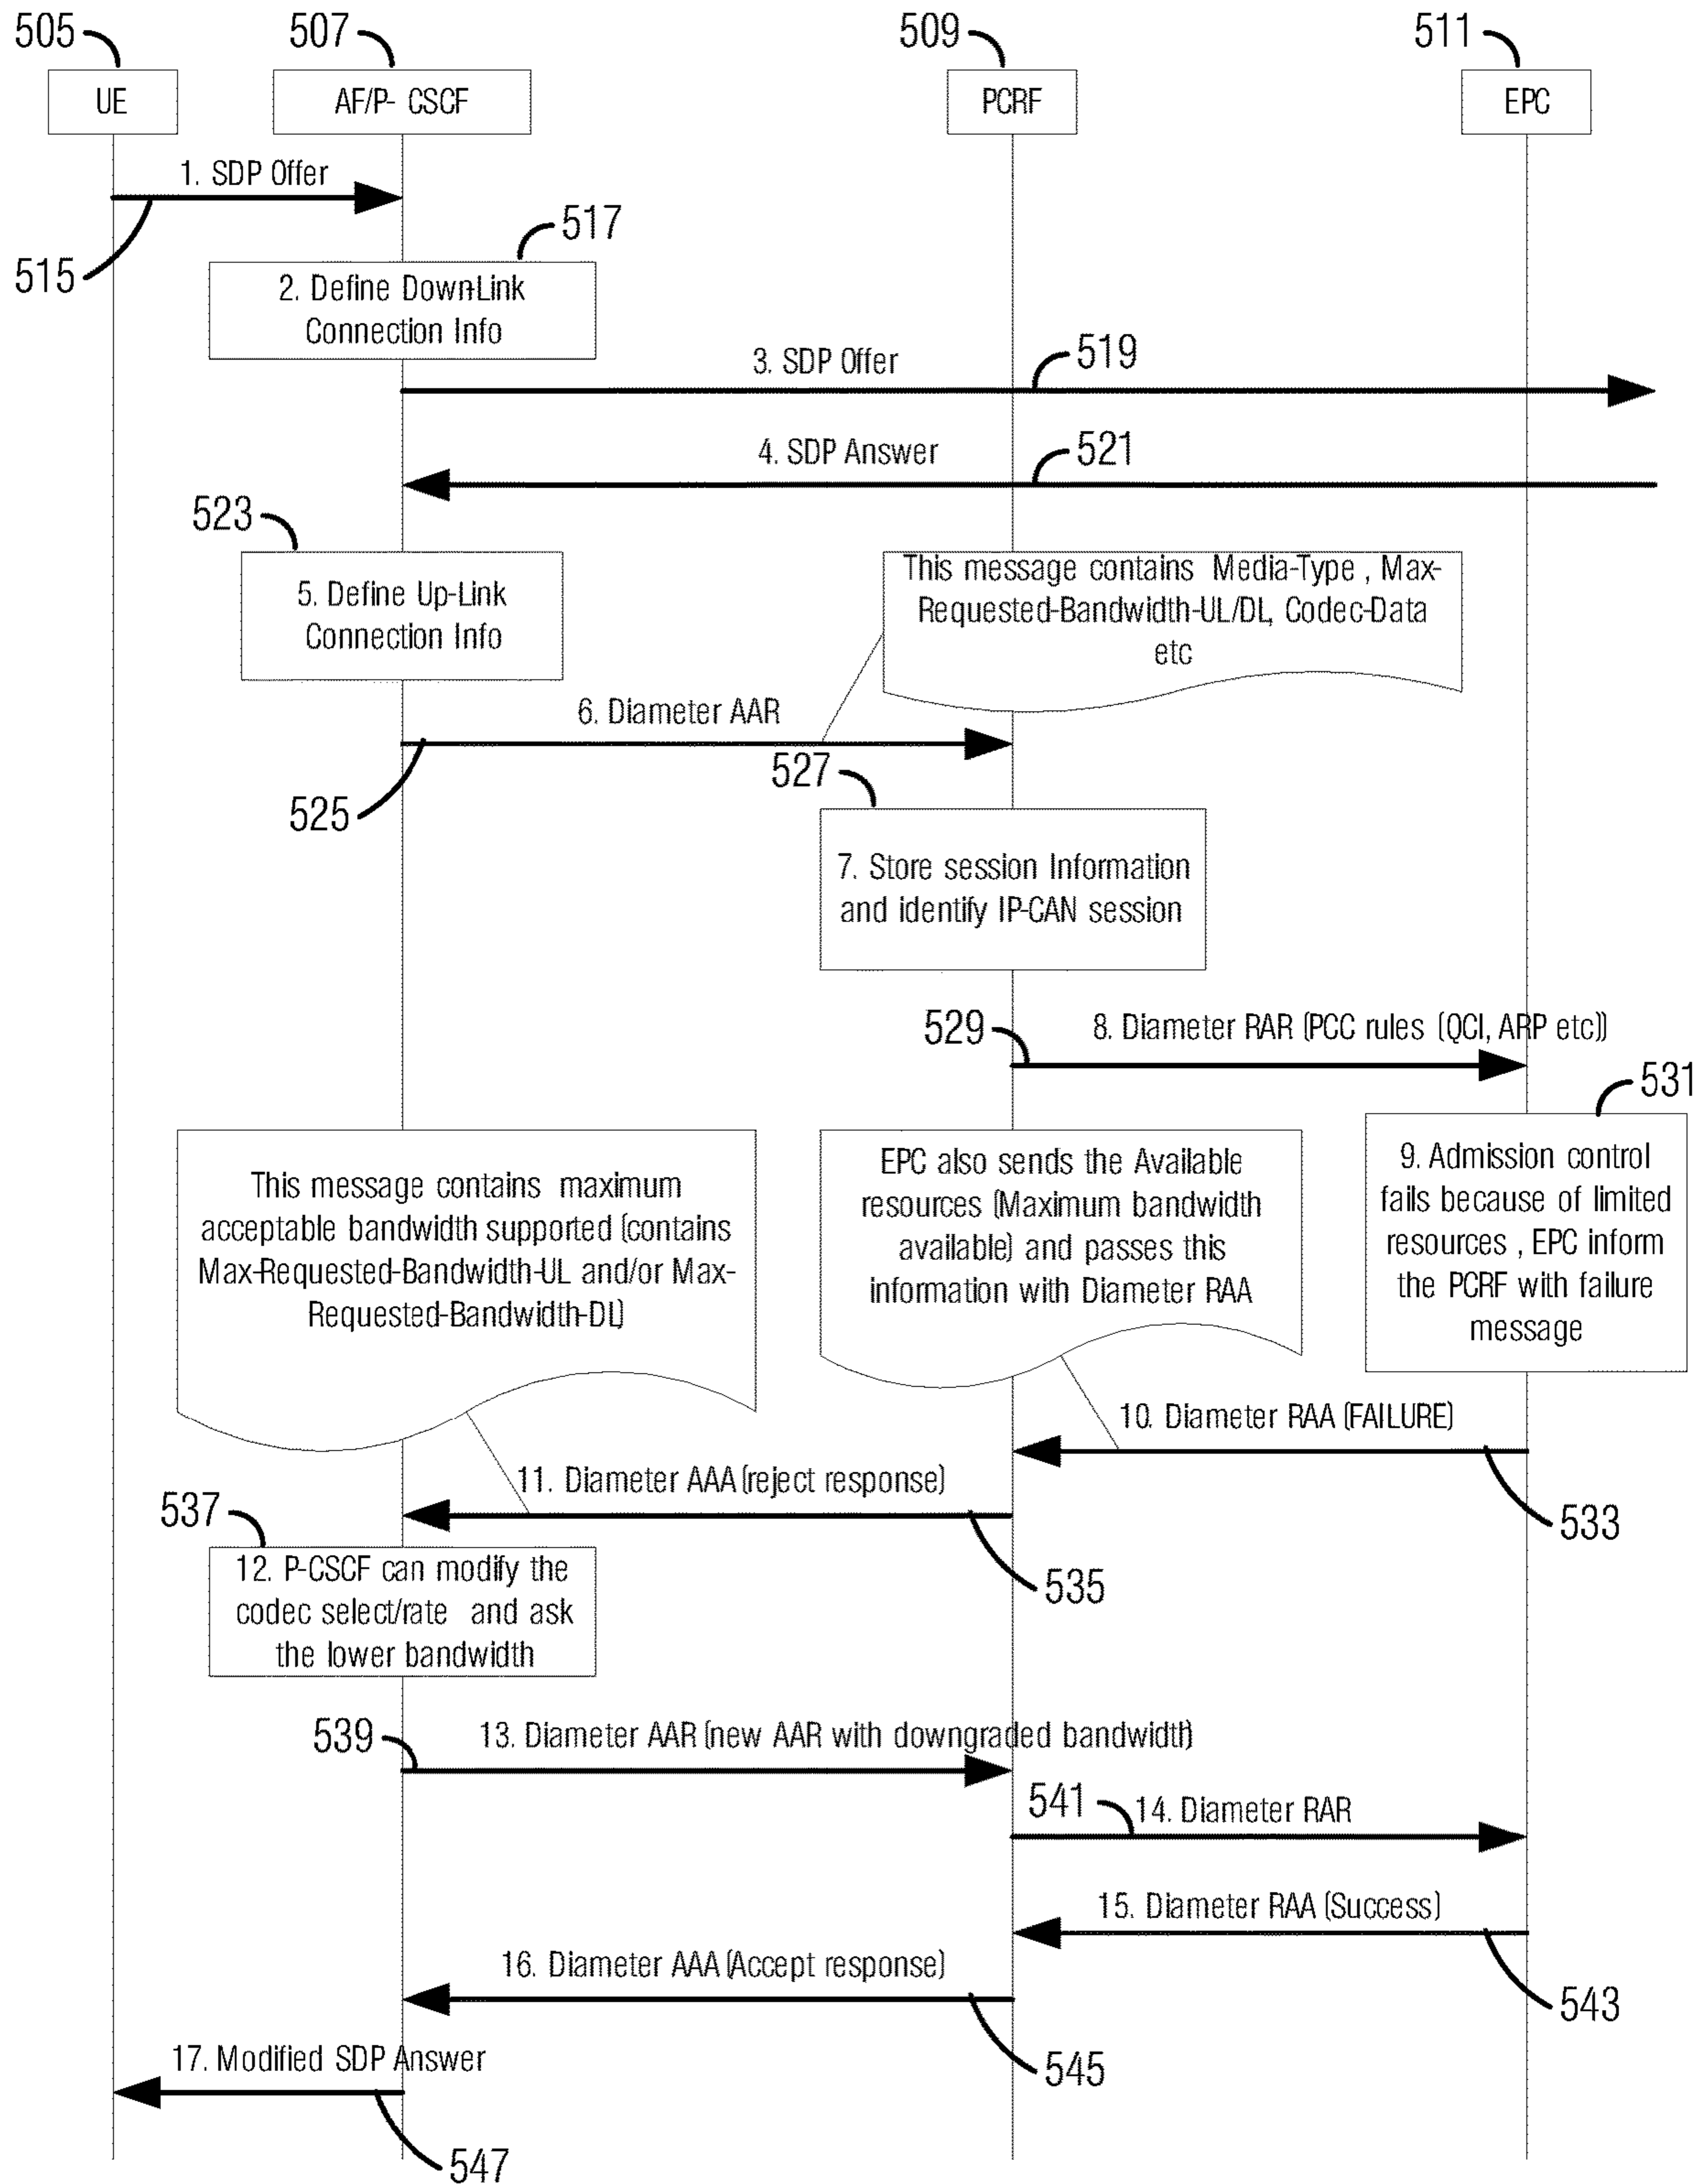 505
507
509
511
UE
AF/P- CSCF
PCRF
EPC
1. SDP Offer
515
517
2. Define Down-Link
Connection Info
3. SDP Offer
519
4. SDP Answer
521
523
5. Define Up-Link
Connection Info
This message contains Media-Type , Max-
Requested-Bandwidth-UL/DL, Codec-Data
etc
6. Diameter AAR
525
527
7. Store session Information
and identify IP-CAN session
529
8. Diameter RAR (PCC rules (QCI, ARP etc))
531
9. Admission control
fails because of limited
resources , EPC inform
the PCRF with failure
message
EPC also sends the Available
resources (Maximum bandwidth
available) and passes this
information with Diameter RAA
This message contains maximum
acceptable bandwidth supported (contains
Max-Requested-Bandwidth-UL and/or Max-
Requested-Bandwidth-DL)
10. Diameter RAA (FAILURE)
533
11. Diameter AAA (reject response)
535
537
12. P-CSCF can modify the
codec select/rate and ask
the lower bandwidth
539
13. Diameter AAR (new AAR with downgraded bandwidth)
541
14. Diameter RAR
15. Diameter RAA (Success)
543
16. Diameter AAA (Accept response)
545
17. Modified SDP Answer
547